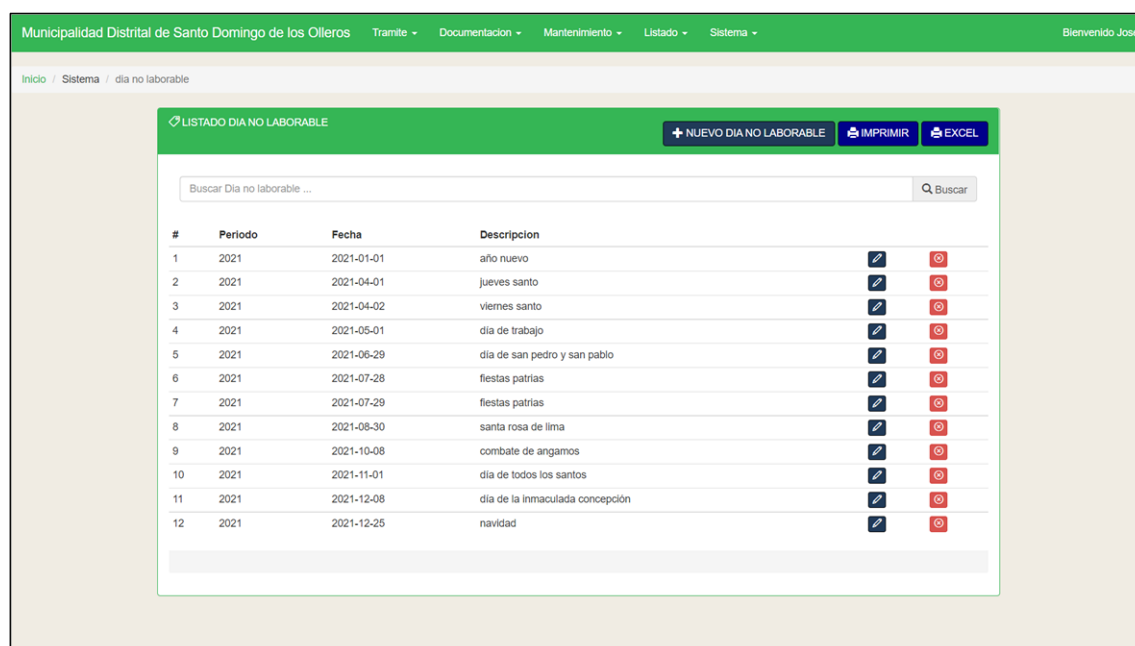 Municipalidad Distrital de Santo Domingo de los Olleros Tramite Documentacion Mantenimiento Listado Sistema Bienvenido José
Inicio / Sistema / dia no laborable
LISTADO DIA NO LABORABLE
NUEVO DIA NO LABORABLE IMPRIMIR EXCEL
Buscar Dia no laborable ... Buscar
# Periodo Fecha Descripcion
1 2021 2021-01-01 año nuevo
2 2021 2021-04-01 jueves santo
3 2021 2021-04-02 viernes santo
4 2021 2021-05-01 día de trabajo
5 2021 2021-06-29 día de san pedro y san pablo
6 2021 2021-07-28 fiestas patrias
7 2021 2021-07-29 fiestas patrias
8 2021 2021-08-30 santa rosa de lima
9 2021 2021-10-08 combate de angamos
10 2021 2021-11-01 día de todos los santos
11 2021 2021-12-08 día de la inmaculada concepción
12 2021 2021-12-25 navidad